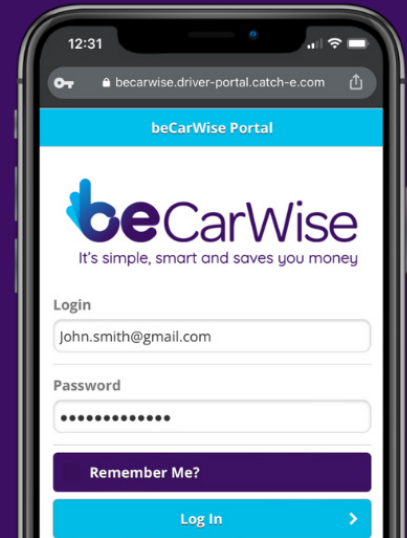 12:31
becarwise.driver-portal.catch-e.com
beCarWise Portal
beCarWise
It's simple, smart and saves you money
Login
John.smith@gmail.com
Password
•••••••••••••
Remember Me?
Log In